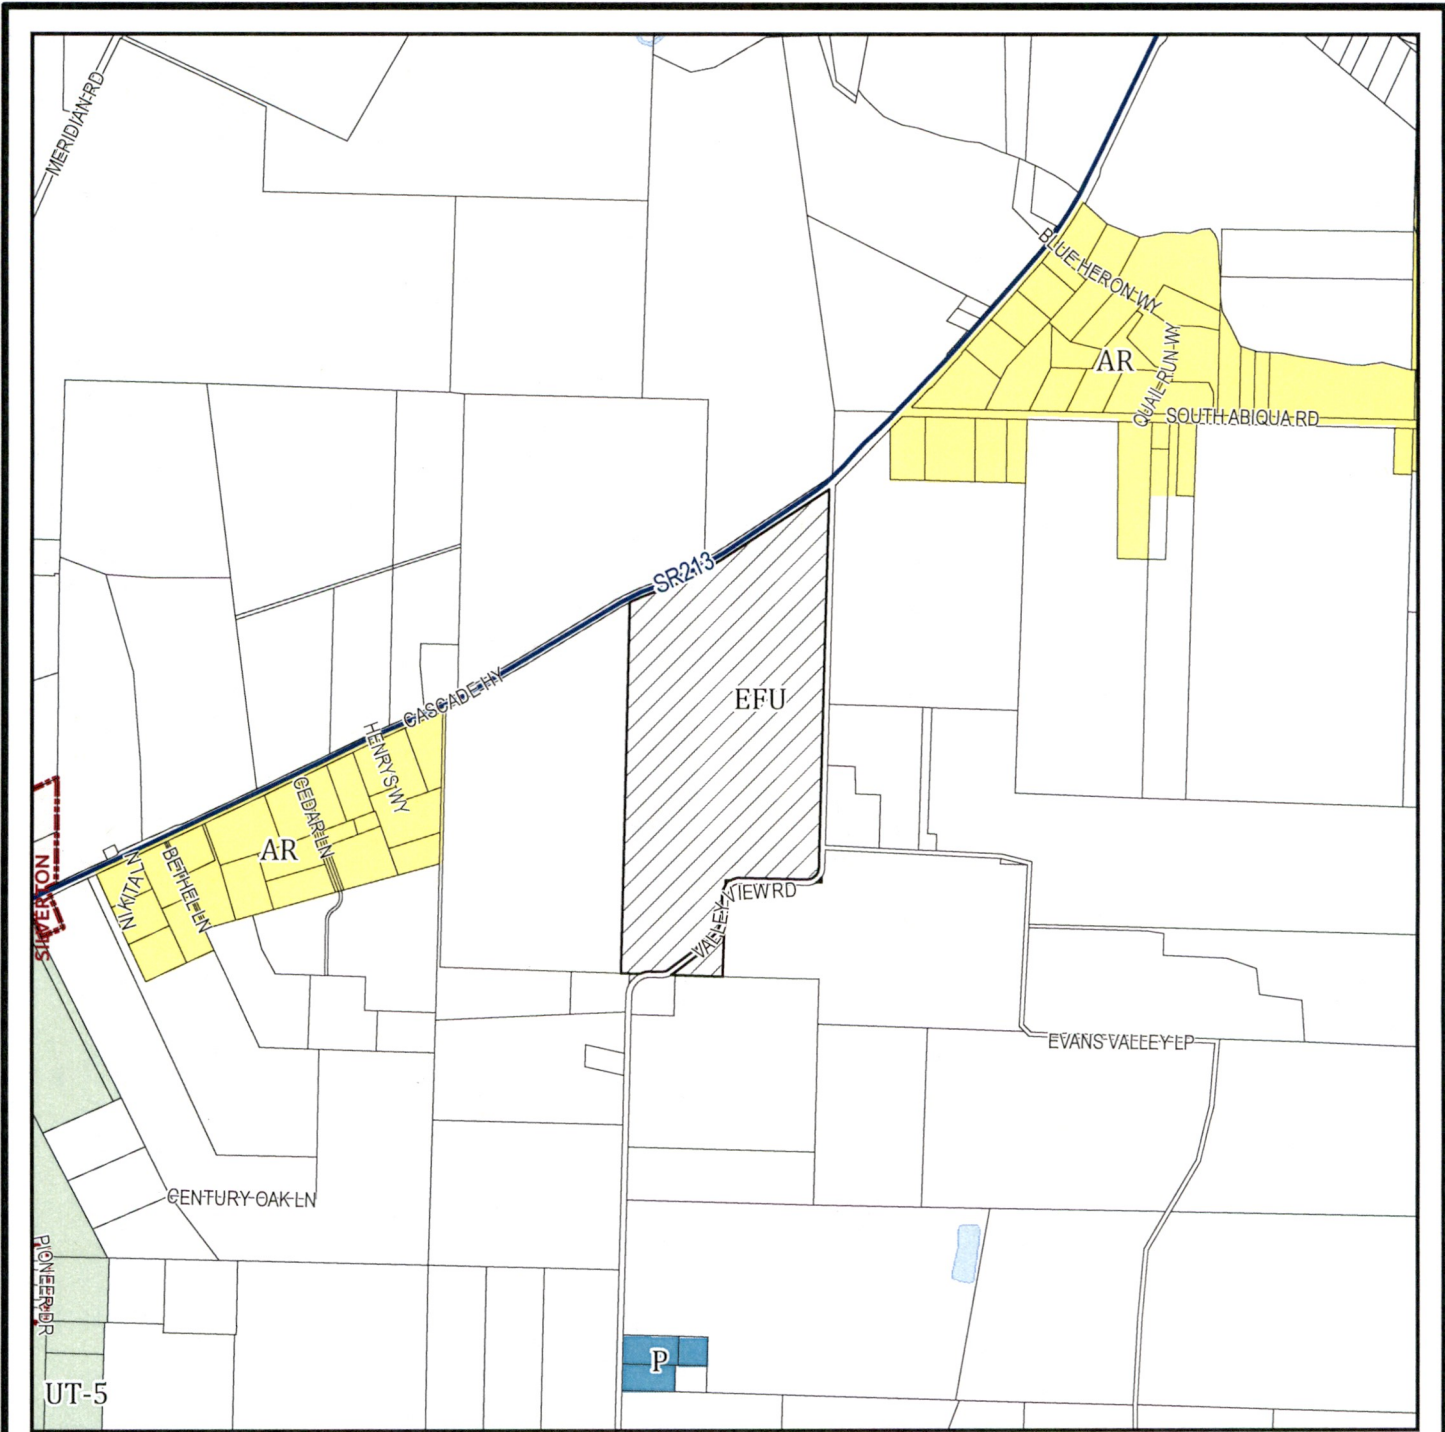 MERIDIAN RD
BLUE HERON WY
AR
QUAIL RUN WY
SOUTH ABIQUA RD
SR 213
CASCADE HY
EFU
HENRYS WY
CEDAR LN
AR
NIKITA LN
BETHEL LN
SILVERTON
VALLEY VIEW RD
EVANS VALLEY LP
CENTURY OAK LN
PIONEER DR
P
UT-5